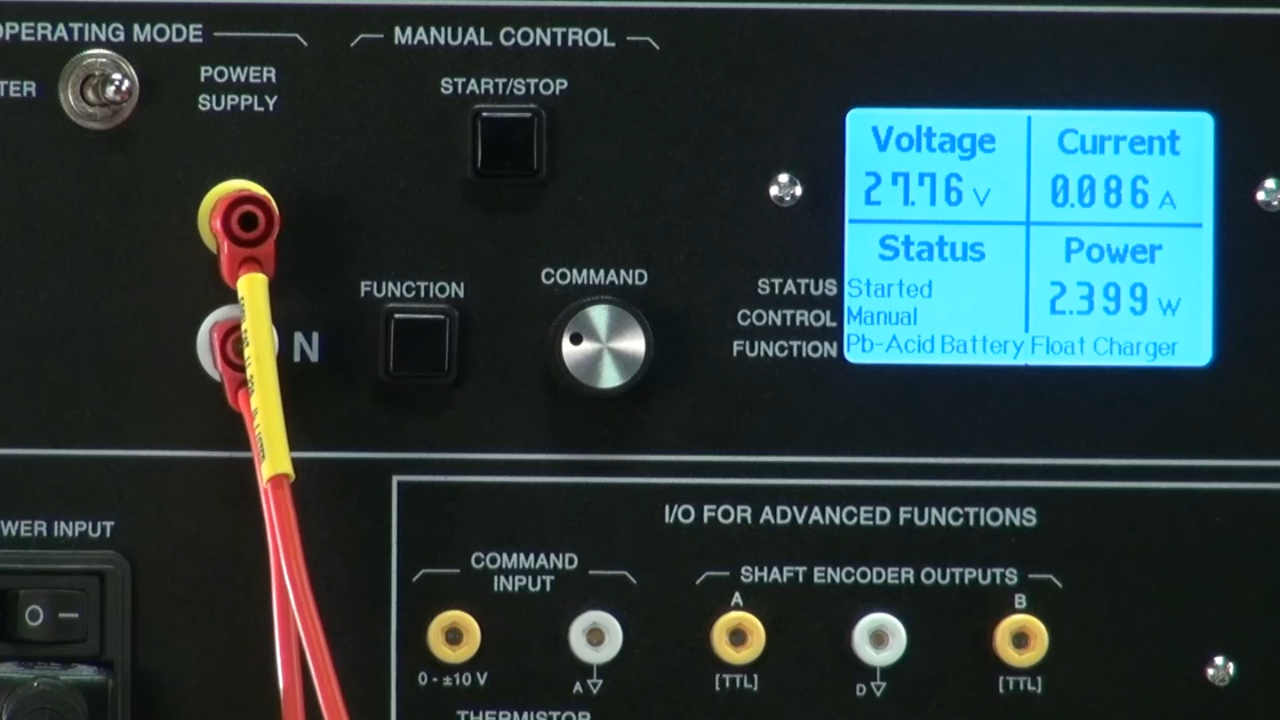 OPERATING MODE
MANUAL CONTROL
TER
POWER
SUPPLY
START/STOP
Voltage
Current
27.76 V
0.086 A
Status
Power
2.399 W
FUNCTION
COMMAND
STATUS
Started
CONTROL
Manual
FUNCTION
Pb-Acid Battery Float Charger
N
WER INPUT
I/O FOR ADVANCED FUNCTIONS
COMMAND
INPUT
SHAFT ENCODER OUTPUTS
A
B
0 - ±10 V
A
[TTL]
D
[TTL]
THERMISTOR